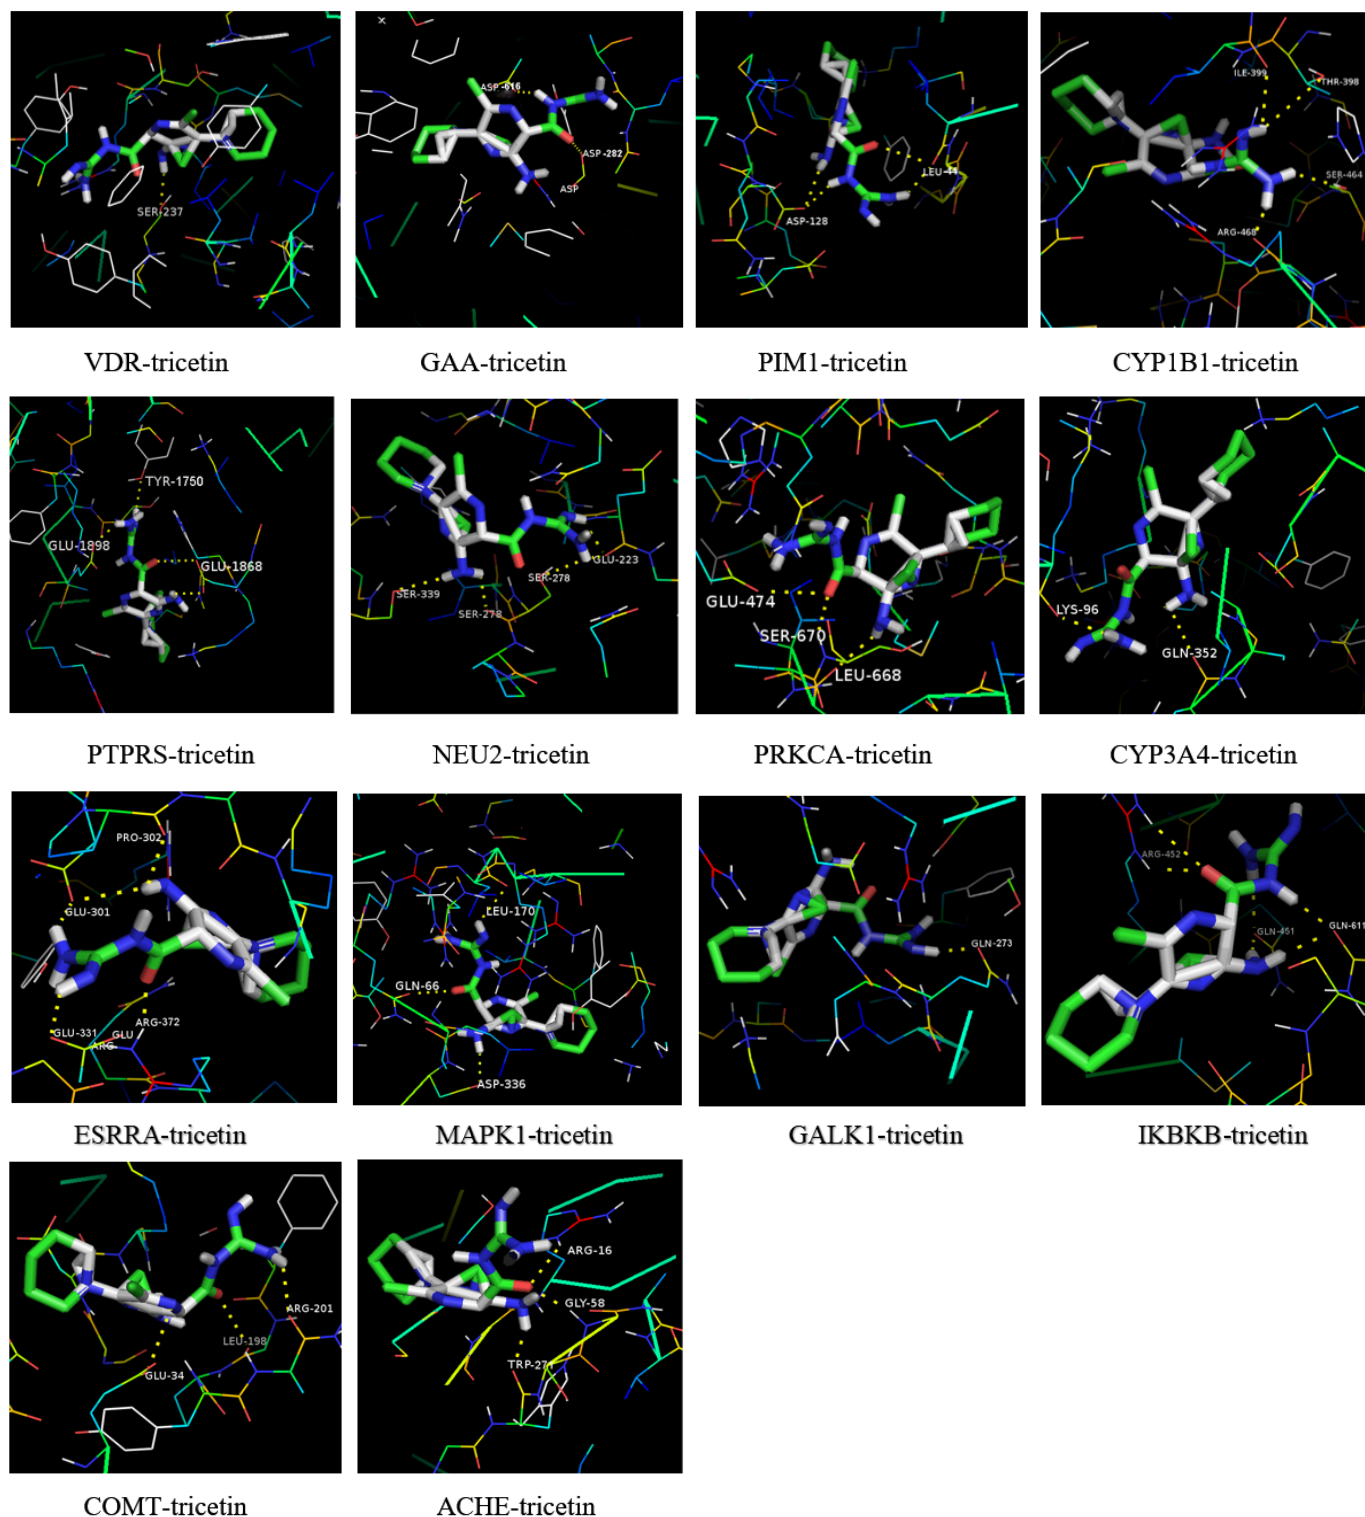 SER-237
ASP-616
ASP-282
ASP
LEU-44
ASP-128
ILE-399
THR-398
SER-464
ARG-468
VDR-tricetin
GAA-tricetin
PIM1-tricetin
CYP1B1-tricetin
TYR-1750
GLU-1898
GLU-1868
GLU-223
SER-278
SER-339
SER-278
GLU-474
SER-670
LEU-668
LYS-96
GLN-352
PTPRS-tricetin
NEU2-tricetin
PRKCA-tricetin
CYP3A4-tricetin
PRO-302
GLU-301
ARG-372
GLU-331
GLU
ARG
LEU-170
GLN-66
ASP-336
GLN-273
ARG-452
GLN-611
ESRRA-tricetin
MAPK1-tricetin
GALK1-tricetin
IKBKB-tricetin
ARG-201
LEU-198
GLU-34
ARG-16
GLY-58
COMT-tricetin
ACHE-tricetin